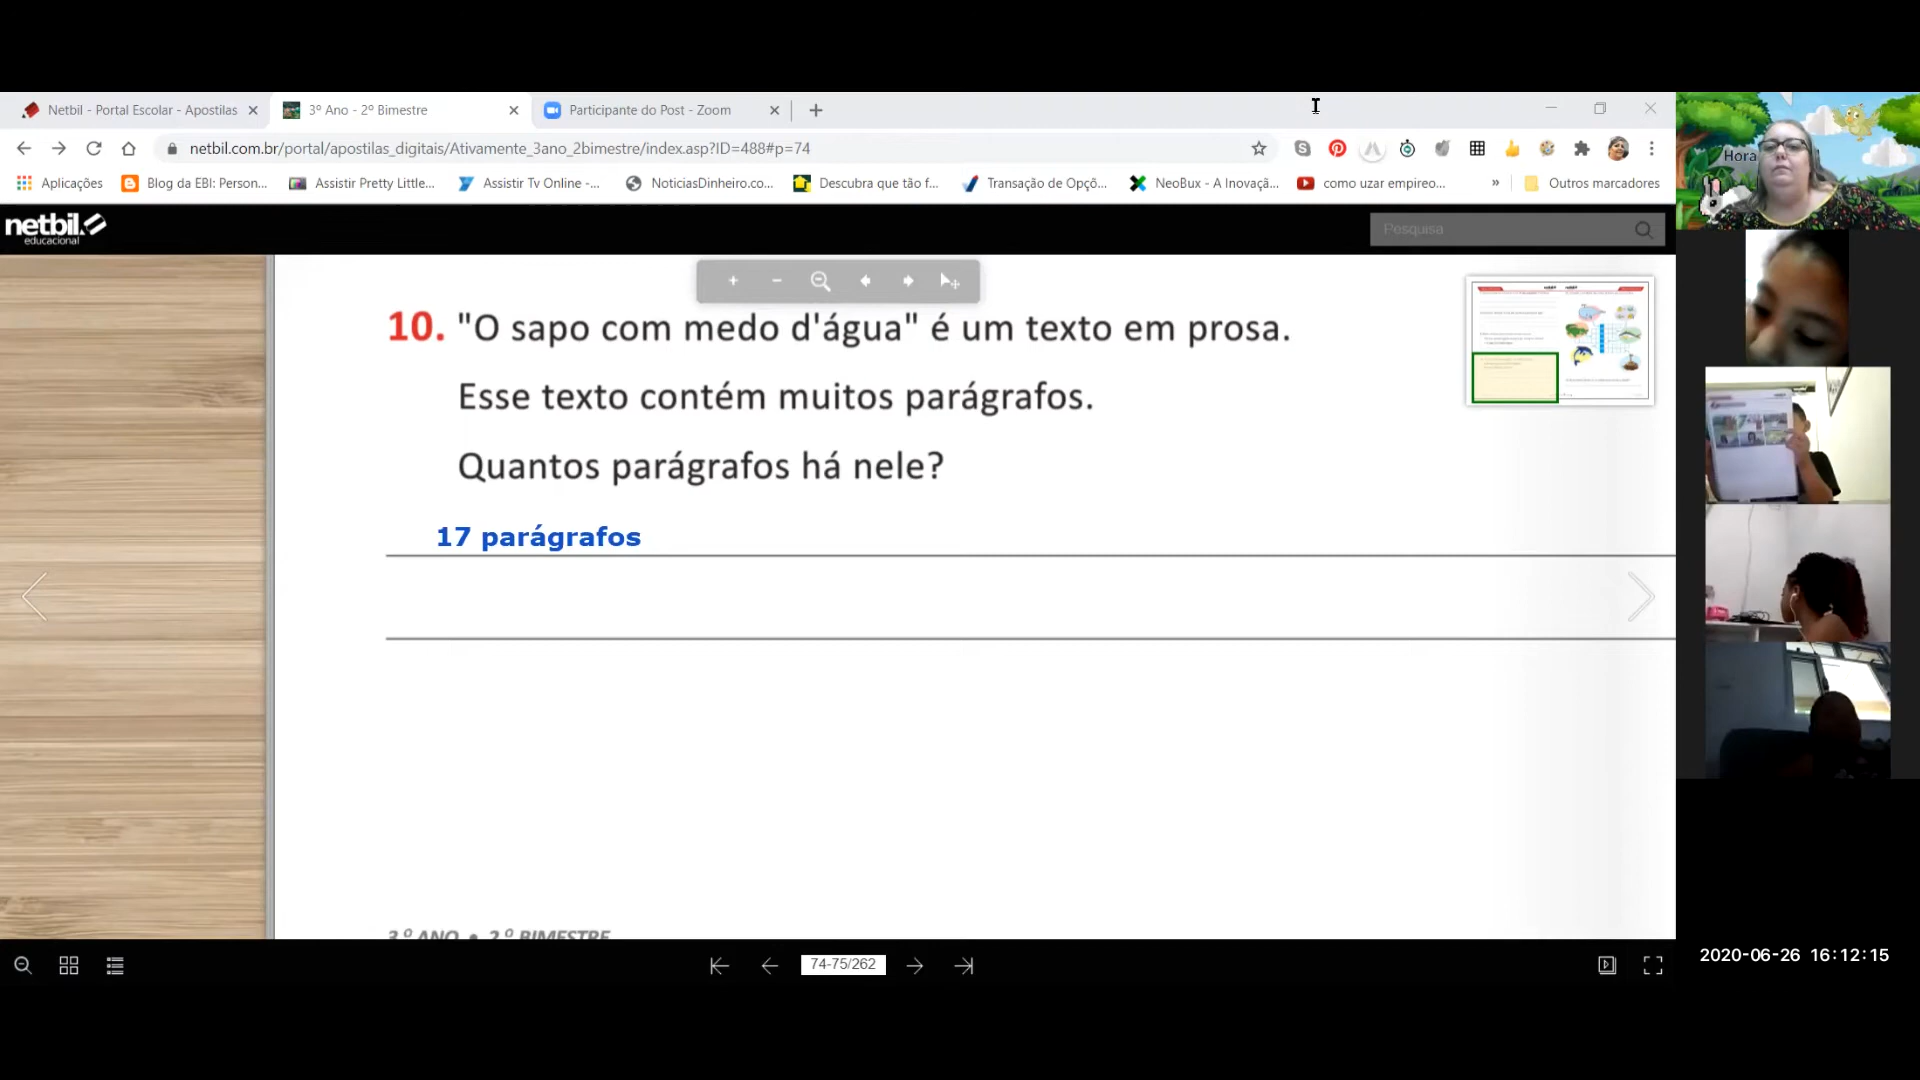 Netbil - Portal Escolar - Apostilas
3º Ano - 2º Bimestre
Participante do Post - Zoom
netbil.com.br/portal/apostilas_digitais/Ativamente_3ano_2bimestre/index.asp?ID=488#p=74
Aplicações
Blog da EBI: Person...
Assistir Pretty Little...
Assistir Tv Online -...
NoticiasDinheiro.co...
Descubra que tão f...
Transação de Opçõ...
NeoBux - A Inovaçã...
como uzar empireo...
»
Outros marcadores
Hora
netbil
educacional
Pesquisa
10. "O sapo com medo d'água" é um texto em prosa.
Esse texto contém muitos parágrafos.
Quantos parágrafos há nele?
17 parágrafos
3.º ANO • 2.º BIMESTRE
74-75/262
2020-06-26 16:12:15